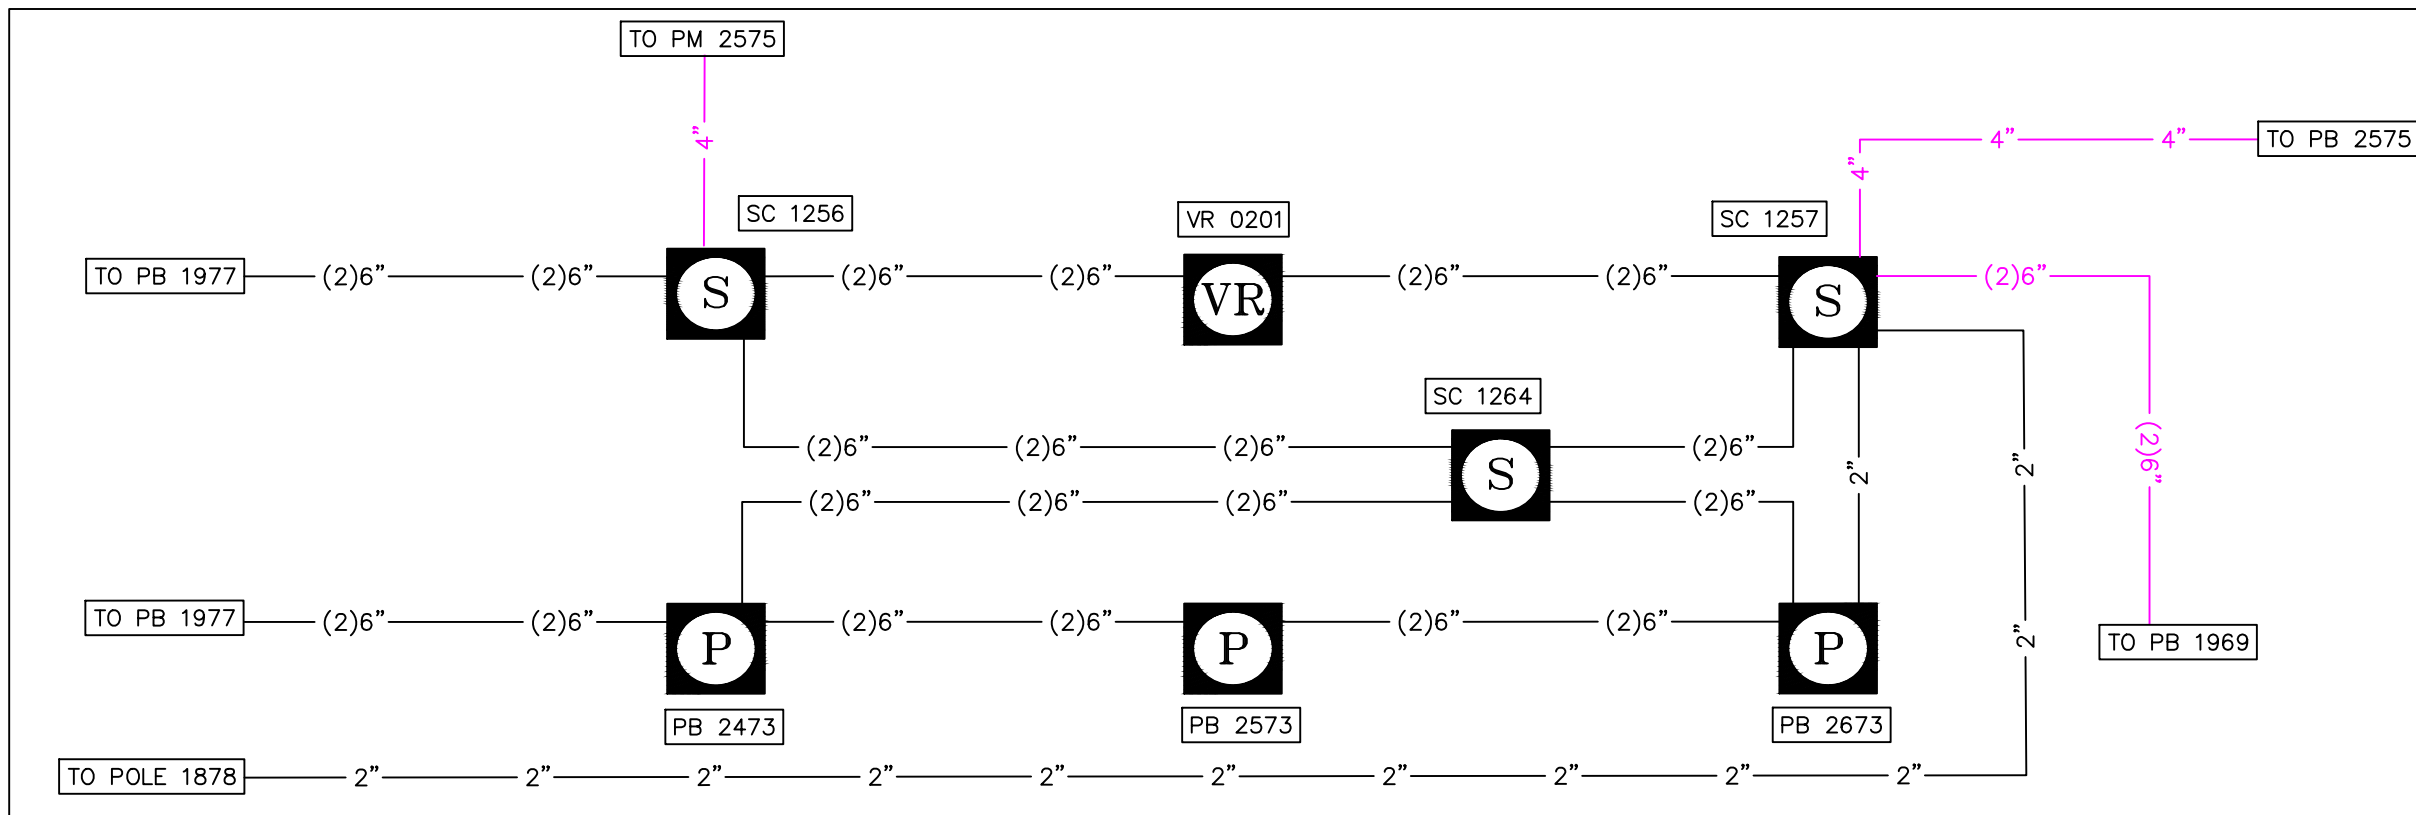 TO PM 2575
4”
4” 4” TO PB 2575
4”
SC 1256 VR 0201 SC 1257
TO PB 1977 (2)6” (2)6” (2)6” (2)6” (2)6” (2)6” (2)6”
S VR S
SC 1264
(2)6” (2)6” (2)6” (2)6”
(2)6”
2” 2”
S
(2)6” (2)6” (2)6” (2)6”
TO PB 1977 (2)6” (2)6” (2)6” (2)6” (2)6” (2)6”
2”
P P P
TO PB 1969
PB 2473 PB 2573 PB 2673
TO POLE 1878 2” 2” 2” 2” 2” 2” 2” 2” 2” 2”